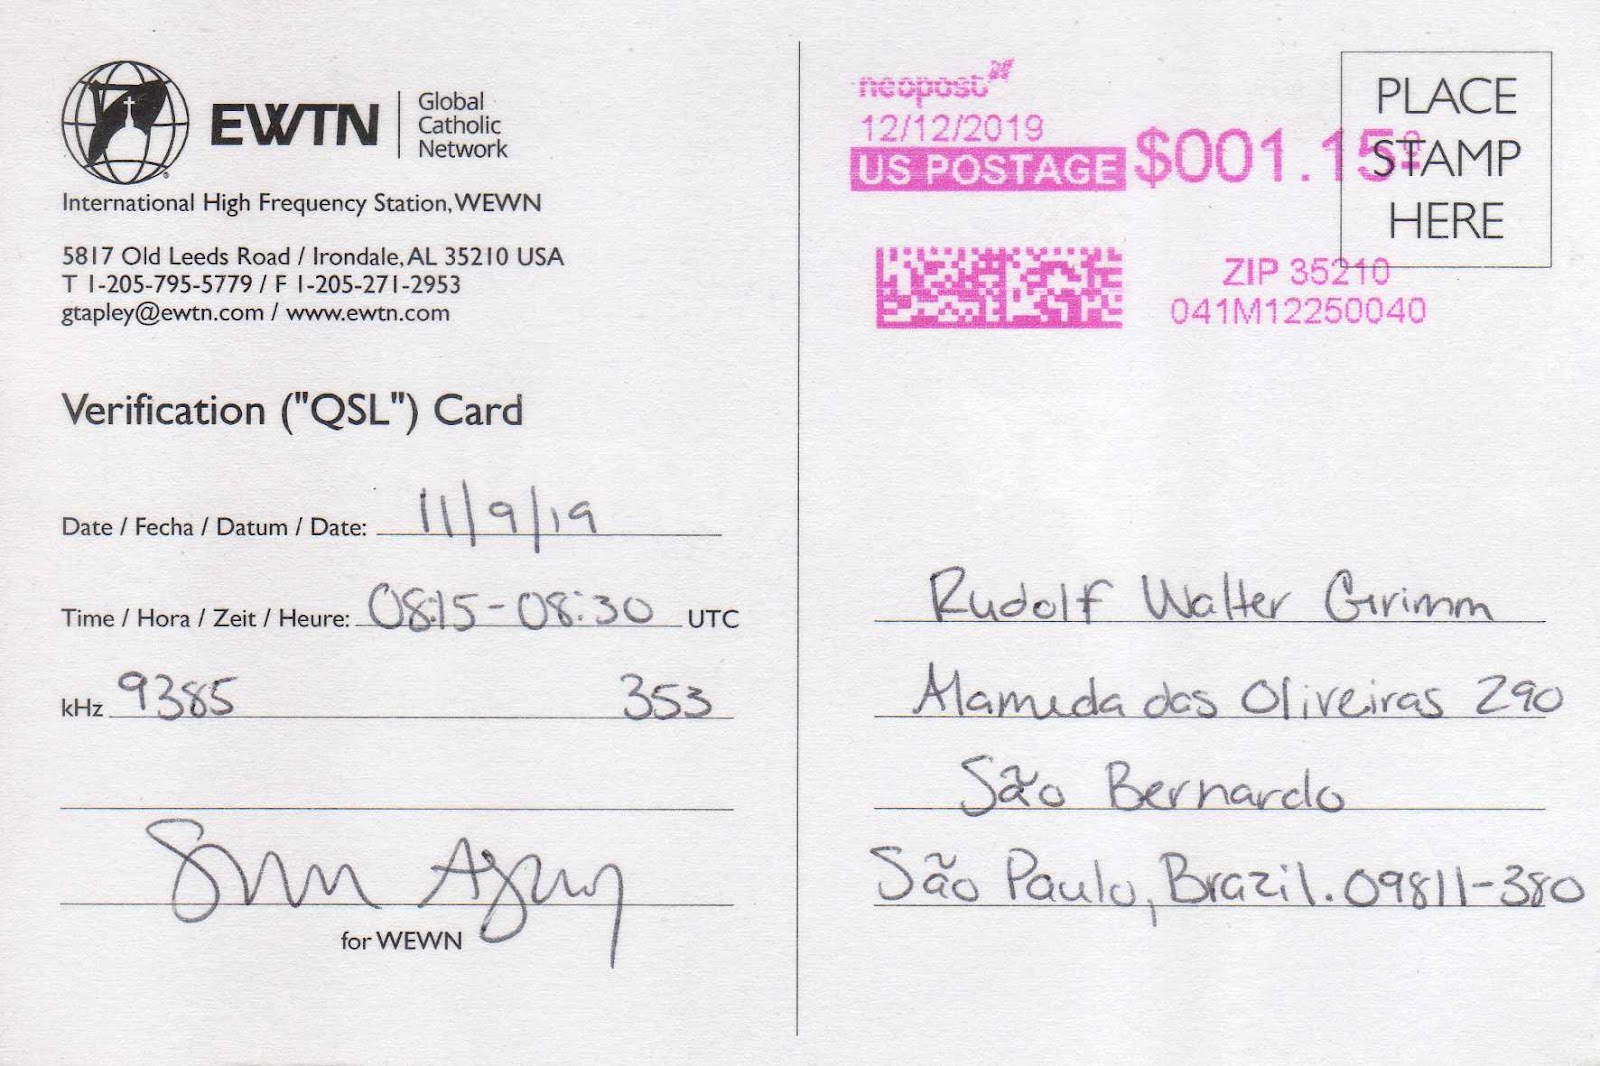 EWTN
Global
Catholic
Network
International High Frequency Station, WEWN
5817 Old Leeds Road / Irondale, AL 35210 USA
T 1-205-795-5779 / F 1-205-271-2953
gtapley@ewtn.com / www.ewtn.com
Verification ("QSL") Card
Date / Fecha / Datum / Date: 11/9/19
Time / Hora / Zeit / Heure: 08:15-08:30 UTC
kHz 9385 353
for WEWN
neopost
12/12/2019
US POSTAGE $001.15⁰
PLACE
STAMP
HERE
ZIP 35210
041M12250040
Rudolf Walter Grimm
Alameda das Oliveiras 290
São Bernardo
São Paulo, Brazil. 09811-380